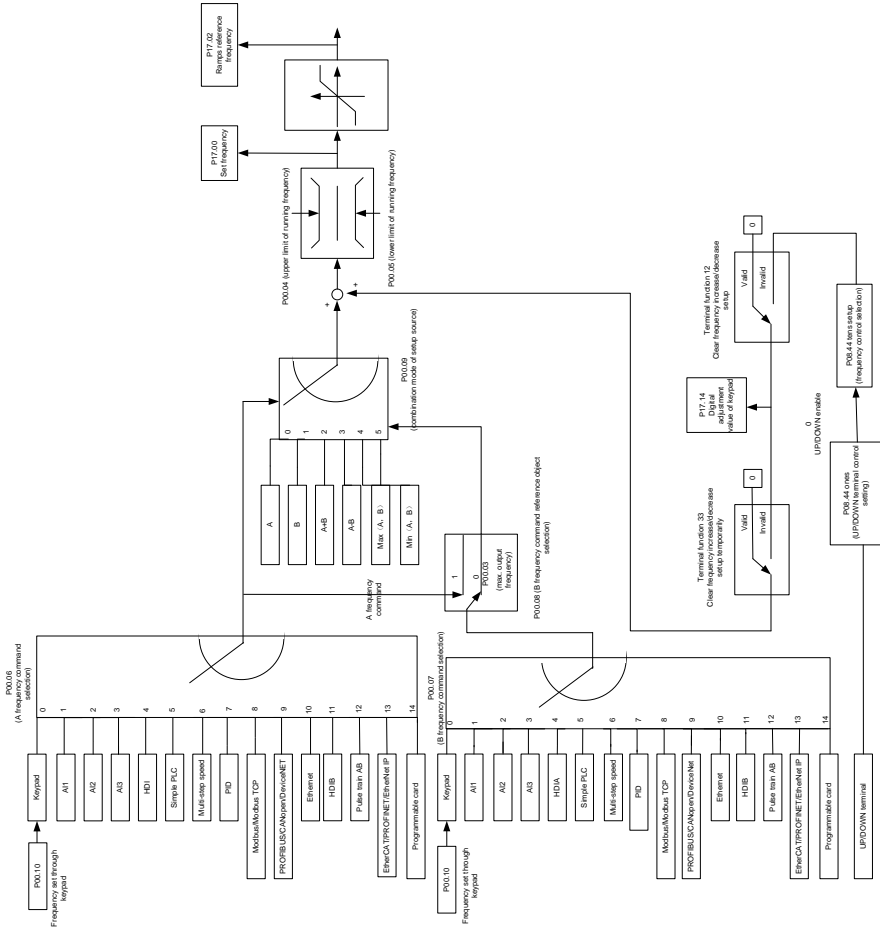 P00.06
(A frequency command
selection)
P00.10
Frequency set through
keypad
Keypad
0
AI1
1
AI2
2
AI3
3
HDI
4
Simple PLC
5
Multi-step speed
6
PID
7
Modbus/Modbus TCP
8
PROFIBUS/CANopen/DeviceNET
9
Ethernet
10
HDIB
11
Pulse train AB
12
EtherCAT/PROFINET/EtherNet IP
13
Programmable card
14
P00.07
(B frequency command selection)
P00.10
Frequency set through
keypad
Keypad
0
AI1
1
AI2
2
AI3
3
HDIA
4
Simple PLC
5
Multi-step speed
6
PID
7
Modbus/Modbus TCP
8
PROFIBUS/CANopen/DeviceNet
9
Ethernet
10
HDIB
11
Pulse train AB
12
EtherCAT/PROFINET/EtherNet IP
13
Programmable card
14
UP/DOWN terminal
A frequency
command
1
0
P00.03
(max. output
frequency)
P00.08 (B frequency command reference object
selection)
A
0
B
1
A+B
2
A-B
3
Max（A，B）
4
Min（A，B）
5
P00.09
(combination mode of setup source)
+
+
P00.04 (upper limit of running frequency)
P00.05 (lower limit of running frequency)
P17.00
Set frequency
P17.02
Ramps reference
frequency
Terminal function 33
Clear frequency increase/decrease
setup temporarily
Valid
Invalid
0
P17.14
Digital
adjustment
value of keypad
Terminal function 12
Clear frequency increase/decrease
setup
Valid
Invalid
0
P08.44 ones
(UP/DOWN terminal control
setting)
0
UP/DOWN enable
P08.44 tens setup
(frequency control selection)